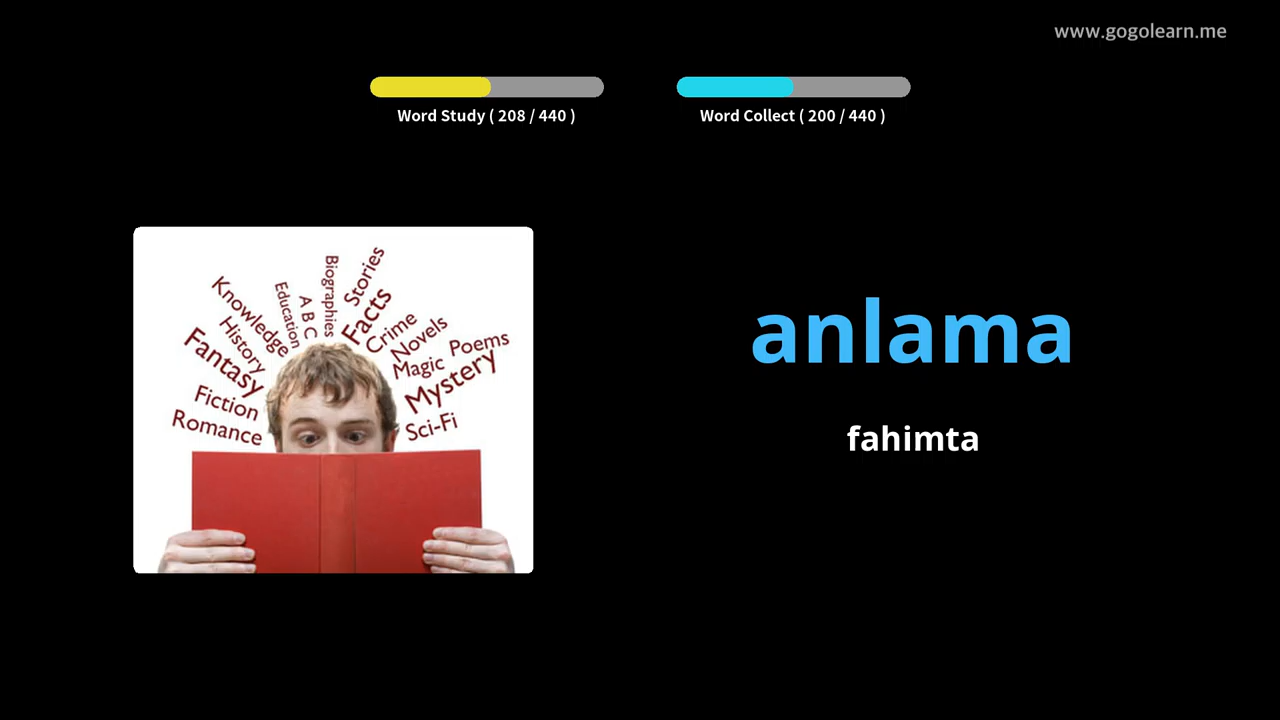 www.gogolearn.me
Word Study ( 208 / 440 )
Word Collect ( 200 / 440 )
Biographies
Stories
Knowledge
Education
A B C
Facts
History
Crime
Novels
Fantasy
Magic
Poems
Mystery
Fiction
Romance
Sci-Fi
anlama
fahimta